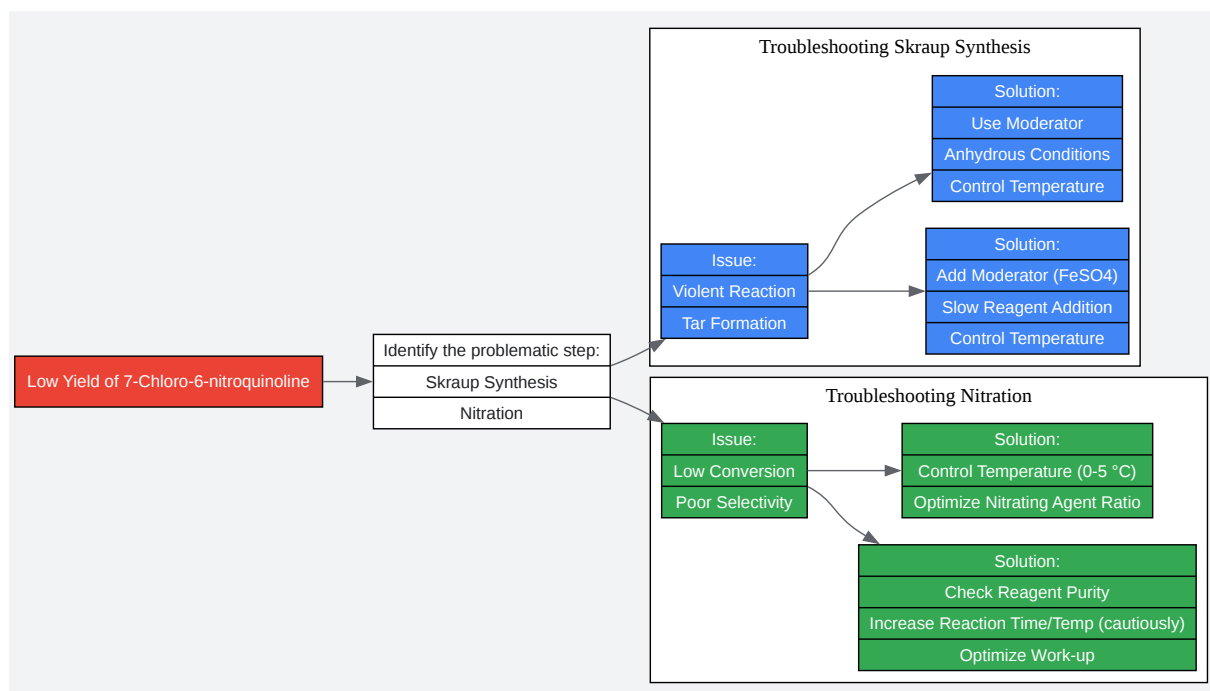 Low Yield of 7-Chloro-6-nitroquinoline
Identify the problematic step:
Skraup Synthesis
Nitration
Troubleshooting Skraup Synthesis
Issue:
Violent Reaction
Tar Formation
Solution:
Use Moderator
Anhydrous Conditions
Control Temperature
Solution:
Add Moderator (FeSO4)
Slow Reagent Addition
Control Temperature
Troubleshooting Nitration
Issue:
Low Conversion
Poor Selectivity
Solution:
Control Temperature (0-5 °C)
Optimize Nitrating Agent Ratio
Solution:
Check Reagent Purity
Increase Reaction Time/Temp (cautiously)
Optimize Work-up